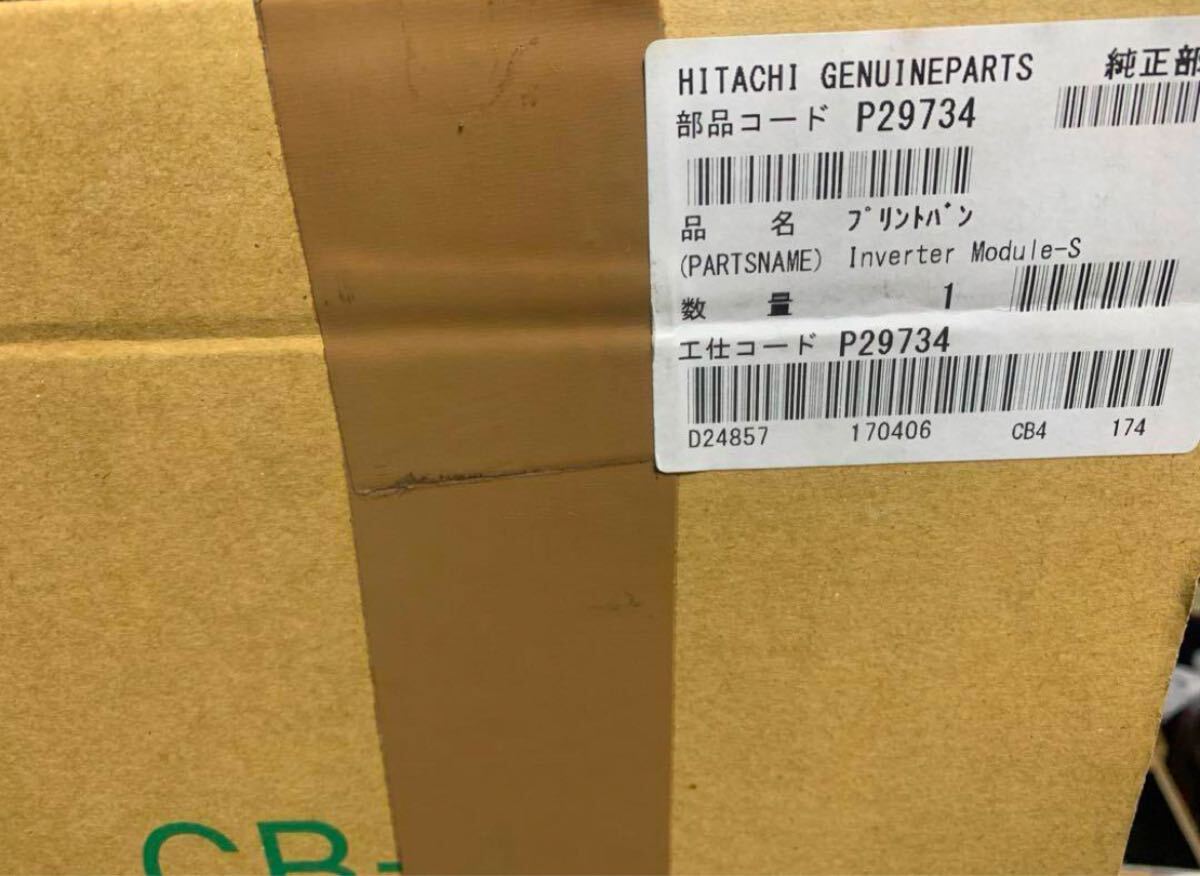 HITACHI GENUINEPARTS 純正部
部品コード P29734
品 名 プリントバン
(PARTSNAME) Inverter Module-S
数 量 1
工仕コード P29734
D24857 170406 CB4 174
CB